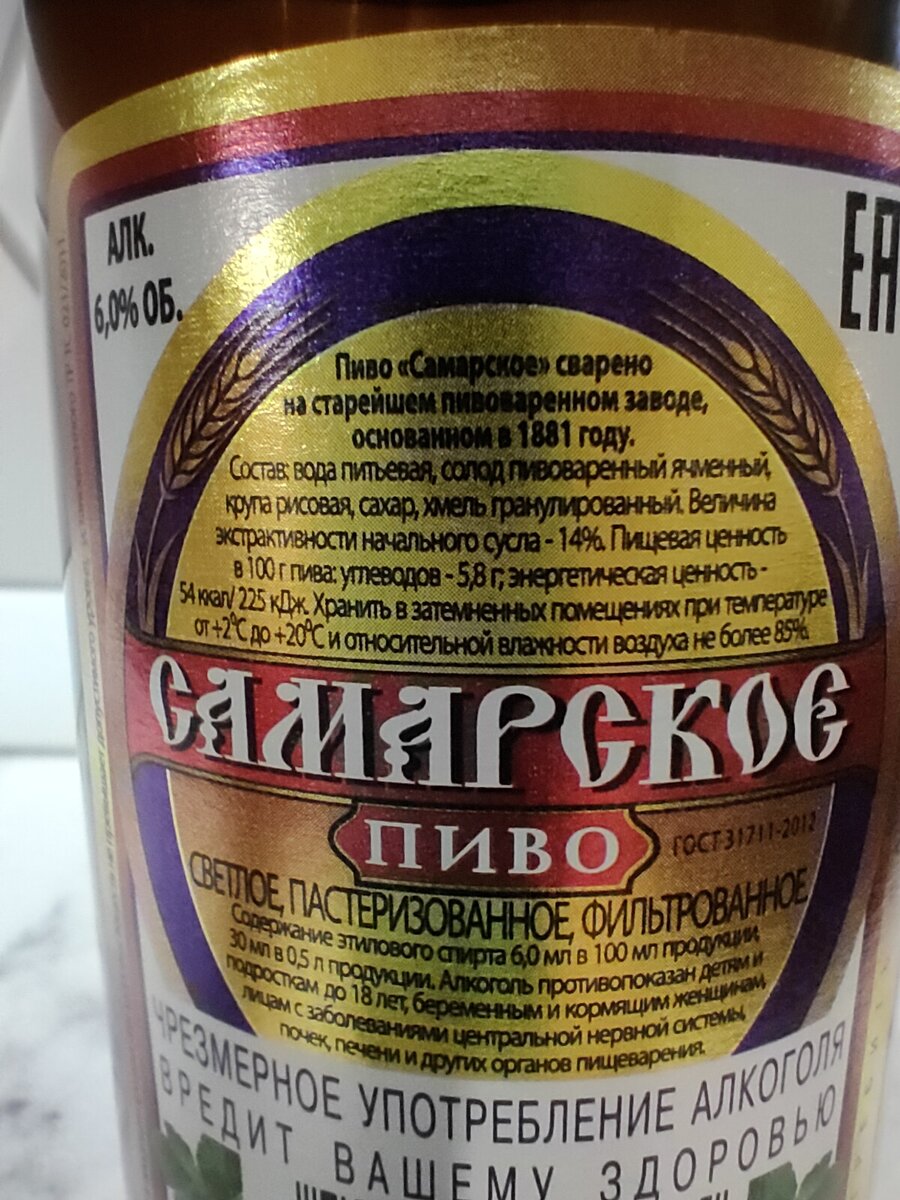 АЛК.
6,0% ОБ.
ЕАС
Пиво «Самарское» сварено
на старейшем пивоваренном заводе,
основанном в 1881 году.
Состав: вода питьевая, солод пивоваренный ячменный,
крупа рисовая, сахар, хмель гранулированный. Величина
экстрактивности начального сусла - 14%. Пищевая ценность
в 100 г пива: углеводов - 5,8 г; энергетическая ценность -
54 ккал/ 225 кДж. Хранить в затемненных помещениях при температуре
от +2°С до +20°С и относительной влажности воздуха не более 85%.
САМАРСКОЕ
ПИВО
ГОСТ 31711-2012
СВЕТЛОЕ, ПАСТЕРИЗОВАННОЕ, ФИЛЬТРОВАННОЕ
Содержание этилового спирта 6,0 мл в 100 мл продукции,
30 мл в 0,5 л продукции. Алкоголь противопоказан детям и
подросткам до 18 лет, беременным и кормящим женщинам,
лицам с заболеваниями центральной нервной системы,
почек, печени и других органов пищеварения.
ЧРЕЗМЕРНОЕ УПОТРЕБЛЕНИЕ АЛКОГОЛЯ
ВРЕДИТ ВАШЕМУ ЗДОРОВЬЮ